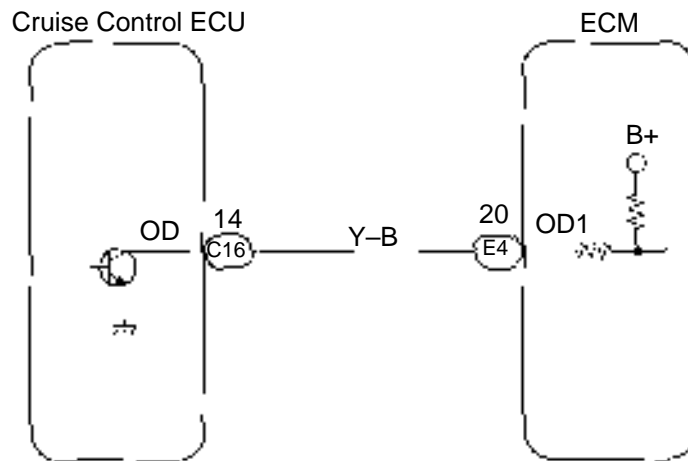 Cruise Control ECU
ECM
B+
OD
14
C16
Y–B
20
E4
OD1